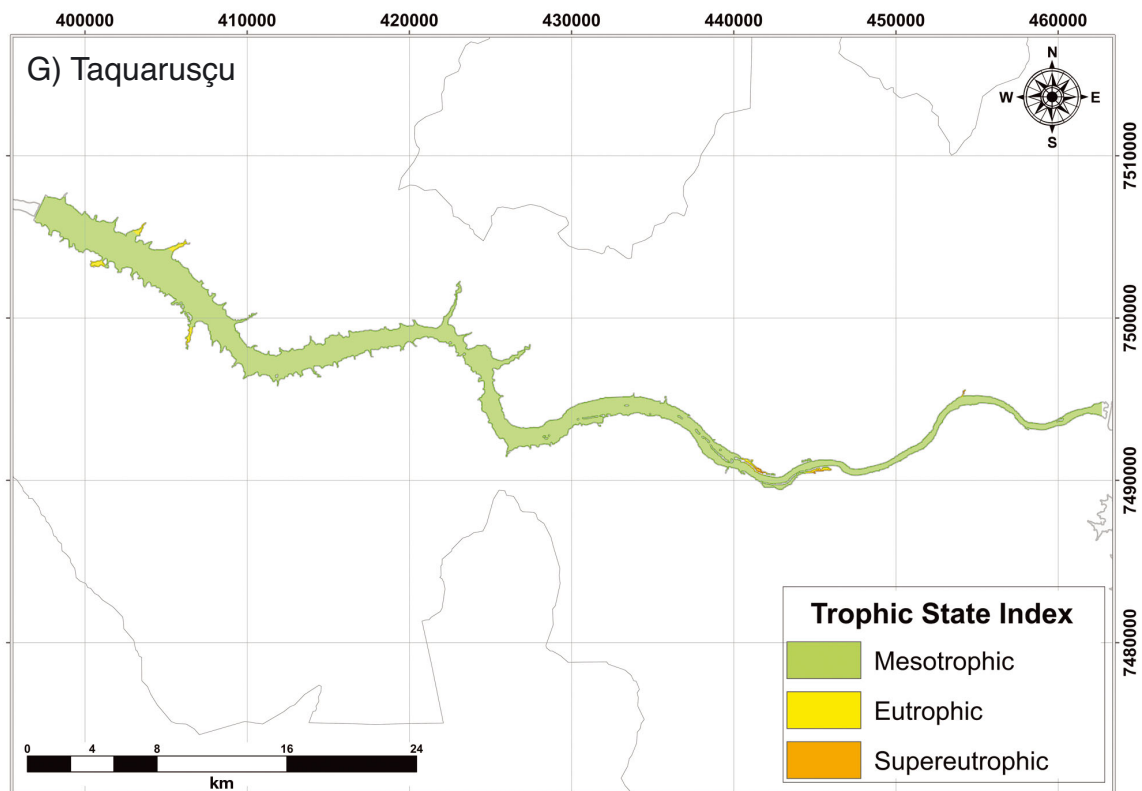 400000 410000 420000 430000 440000 450000 460000
G) Taquarusçu
N
W E
S
7510000
7500000
7490000
7480000
Trophic State Index
Mesotrophic
Eutrophic
Supereutrophic
0 4 8 16 24
km